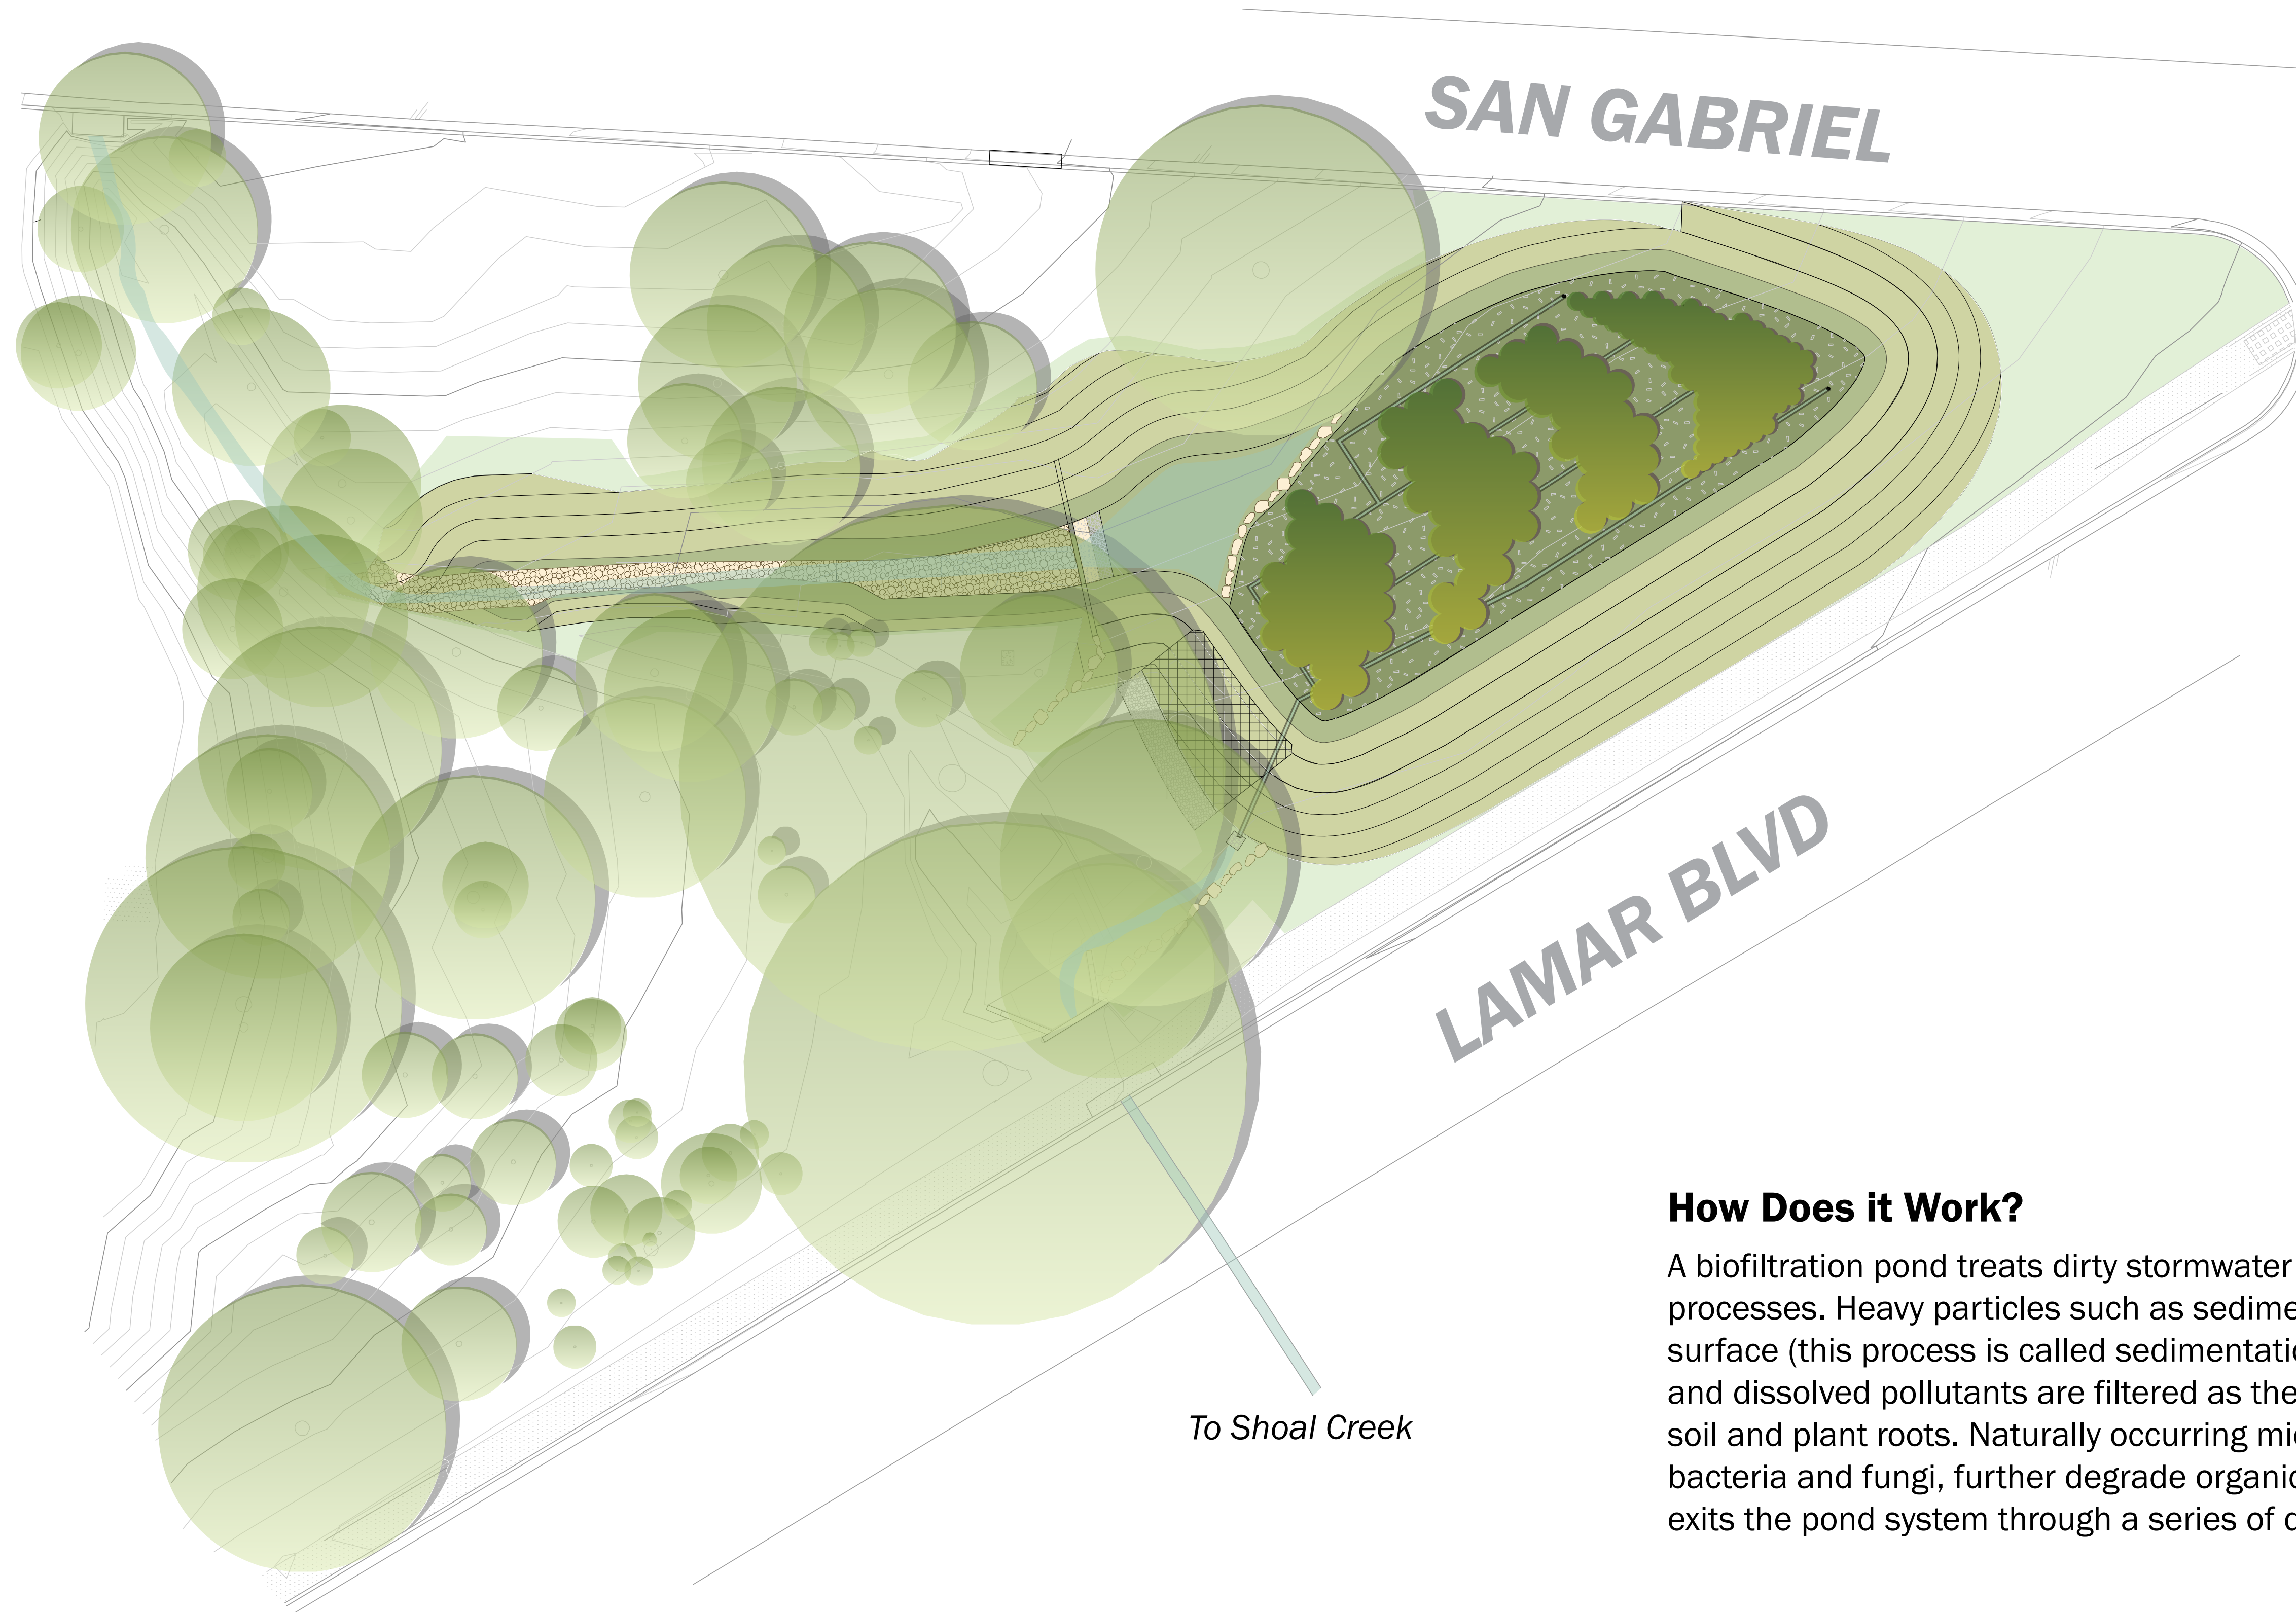 SAN GABRIEL
LAMAR BLVD
To Shoal Creek
How Does it Work?
A biofiltration pond treats dirty stormwater
processes. Heavy particles such as sedime
surface (this process is called sedimentati
and dissolved pollutants are filtered as the
soil and plant roots. Naturally occurring mi
bacteria and fungi, further degrade organi
exits the pond system through a series of